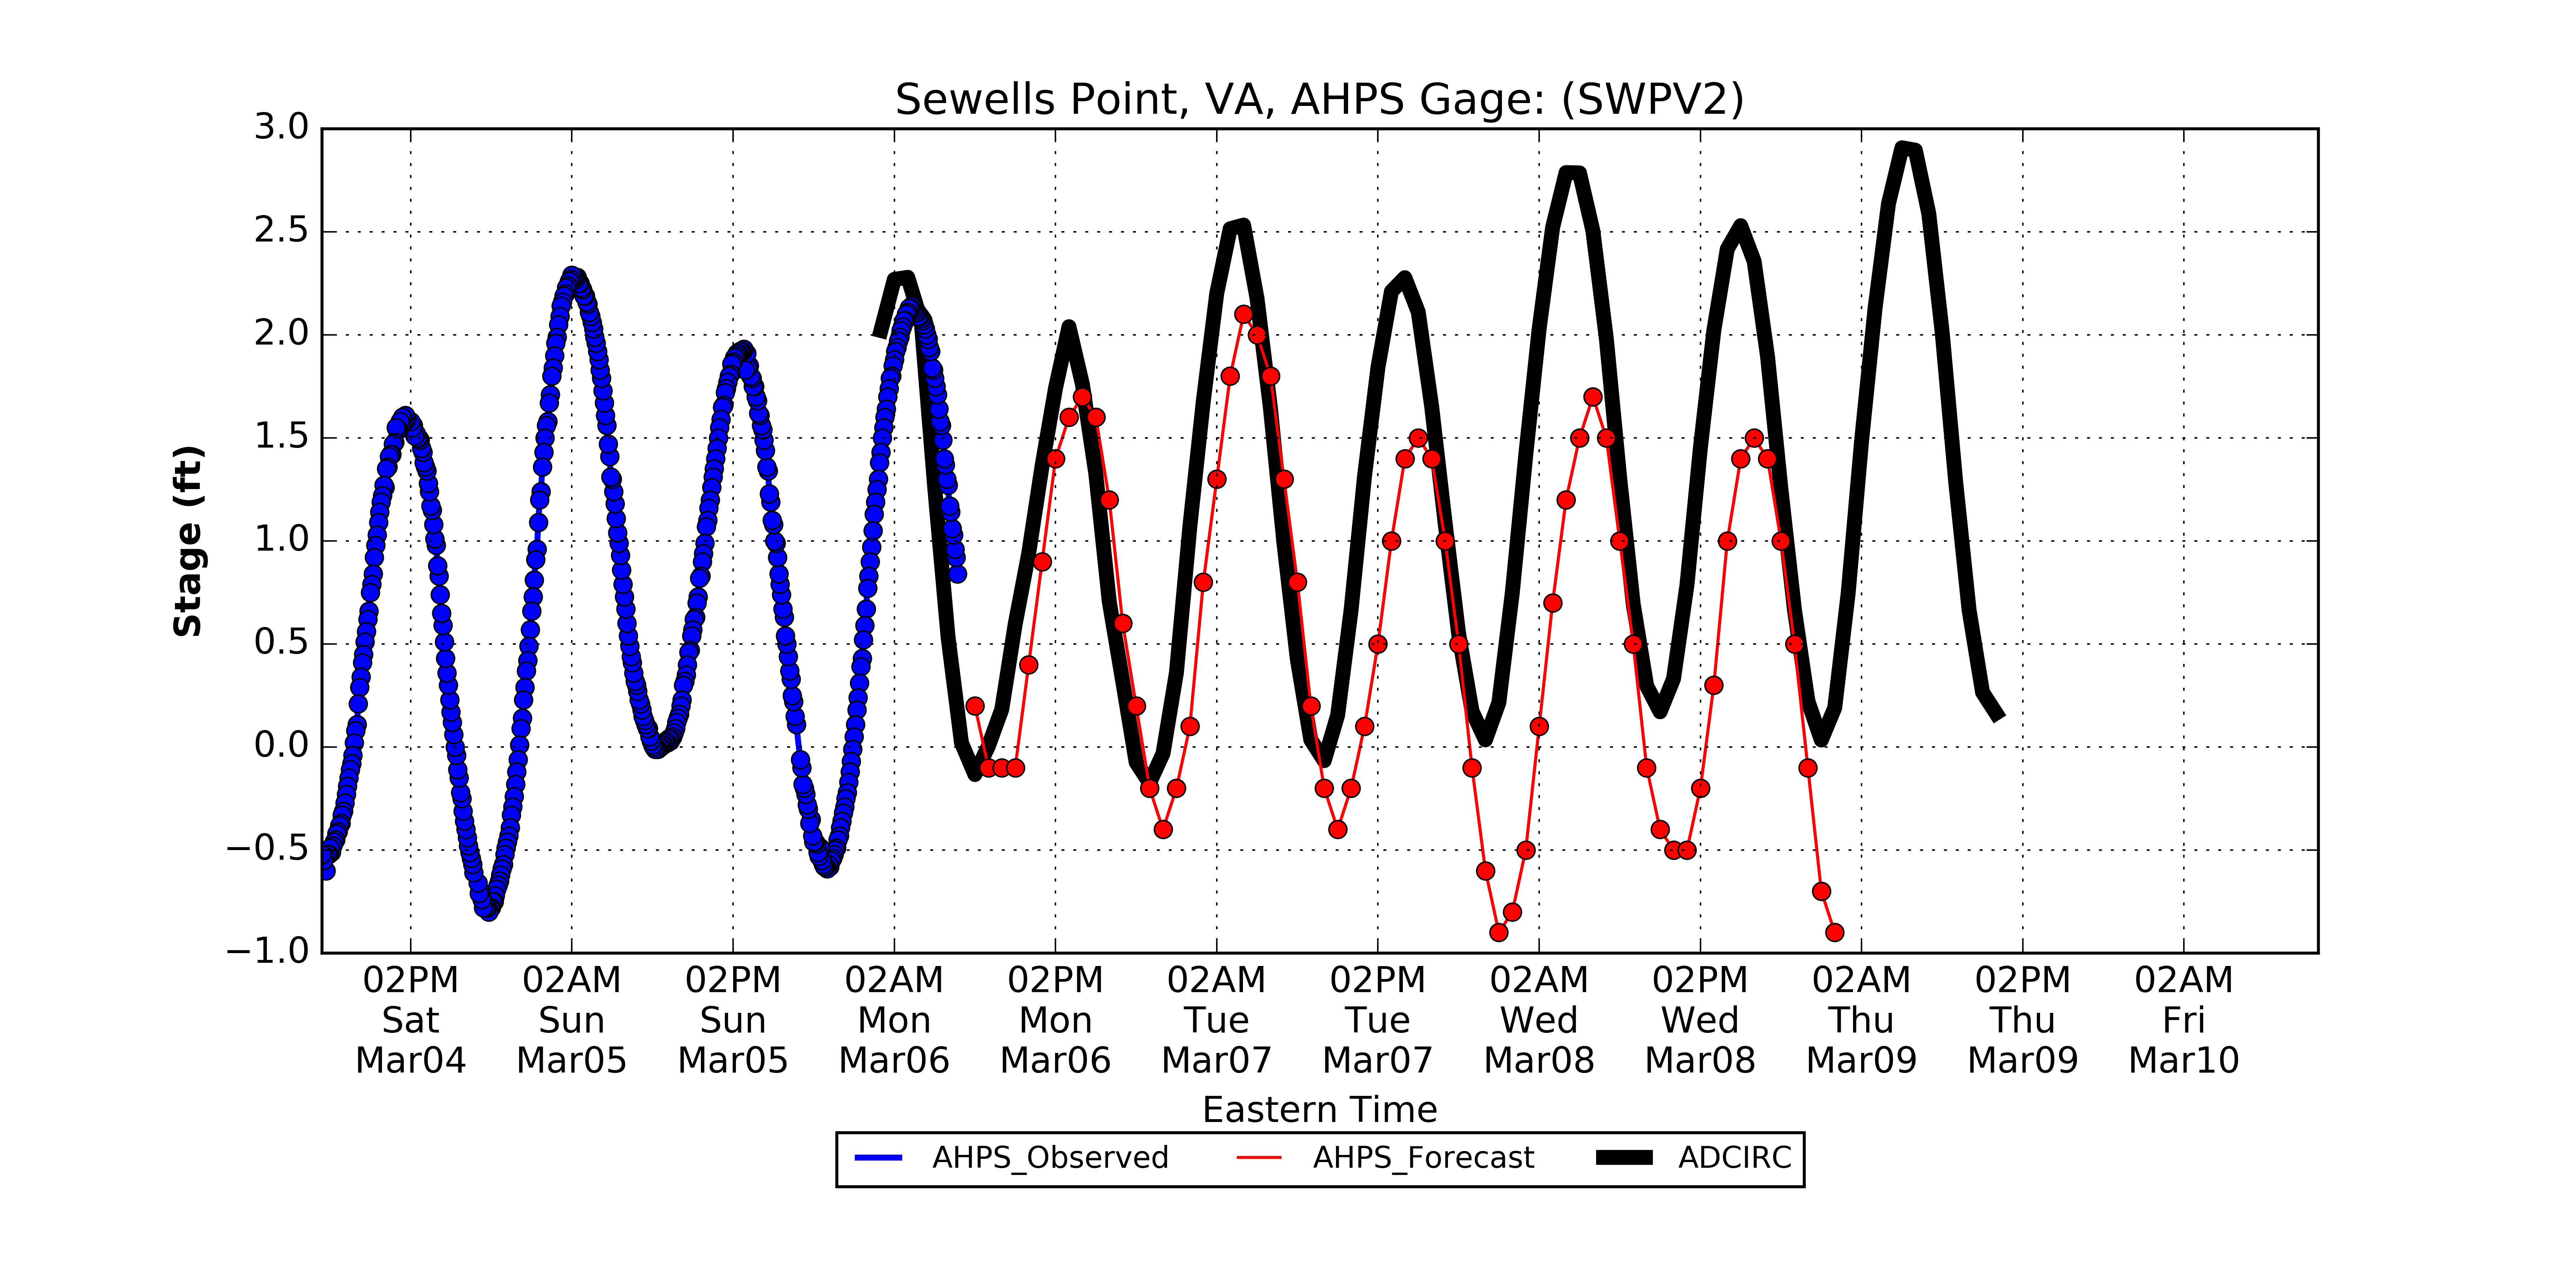 Sewells Point, VA, AHPS Gage: (SWPV2)
3.0
2.5
2.0
1.5
1.0
0.5
0.0
−0.5
−1.0
Stage (ft)
02PM 02AM 02PM 02AM 02PM 02AM 02PM 02AM 02PM 02AM 02PM 02AM
Sat Sun Sun Mon Mon Tue Tue Wed Wed Thu Thu Fri
Mar04 Mar05 Mar05 Mar06 Mar06 Mar07 Mar07 Mar08 Mar08 Mar09 Mar09 Mar10
Eastern Time
AHPS_Observed AHPS_Forecast ADCIRC